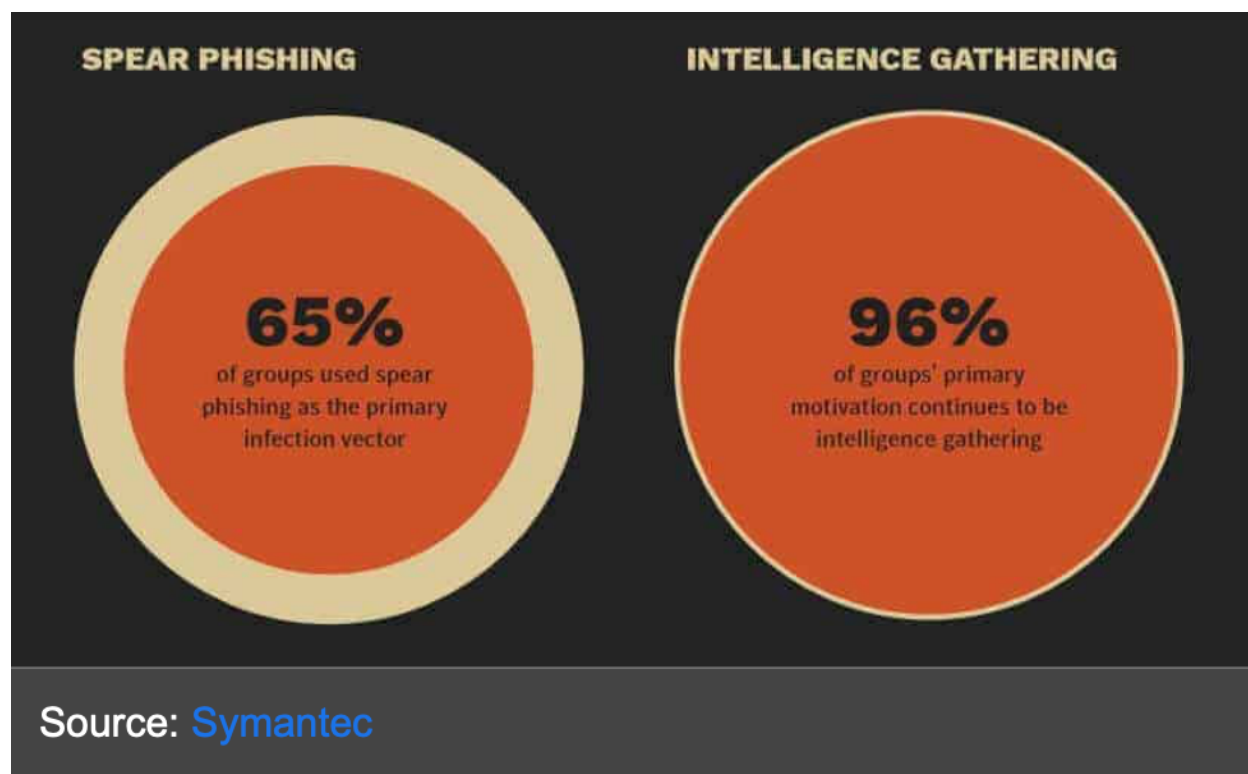 SPEAR PHISHING
65%
of groups used spear
phishing as the primary
infection vector
INTELLIGENCE GATHERING
96%
of groups' primary
motivation continues to be
intelligence gathering
Source: Symantec